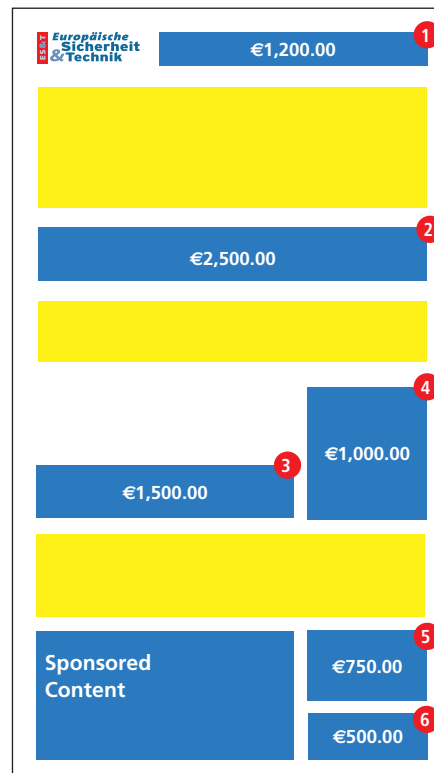 ES&T
Europäische
Sicherheit
&Technik
€1,200.00
1
€2,500.00
2
€1,500.00
3
€1,000.00
4
Sponsored
Content
€750.00
5
€500.00
6